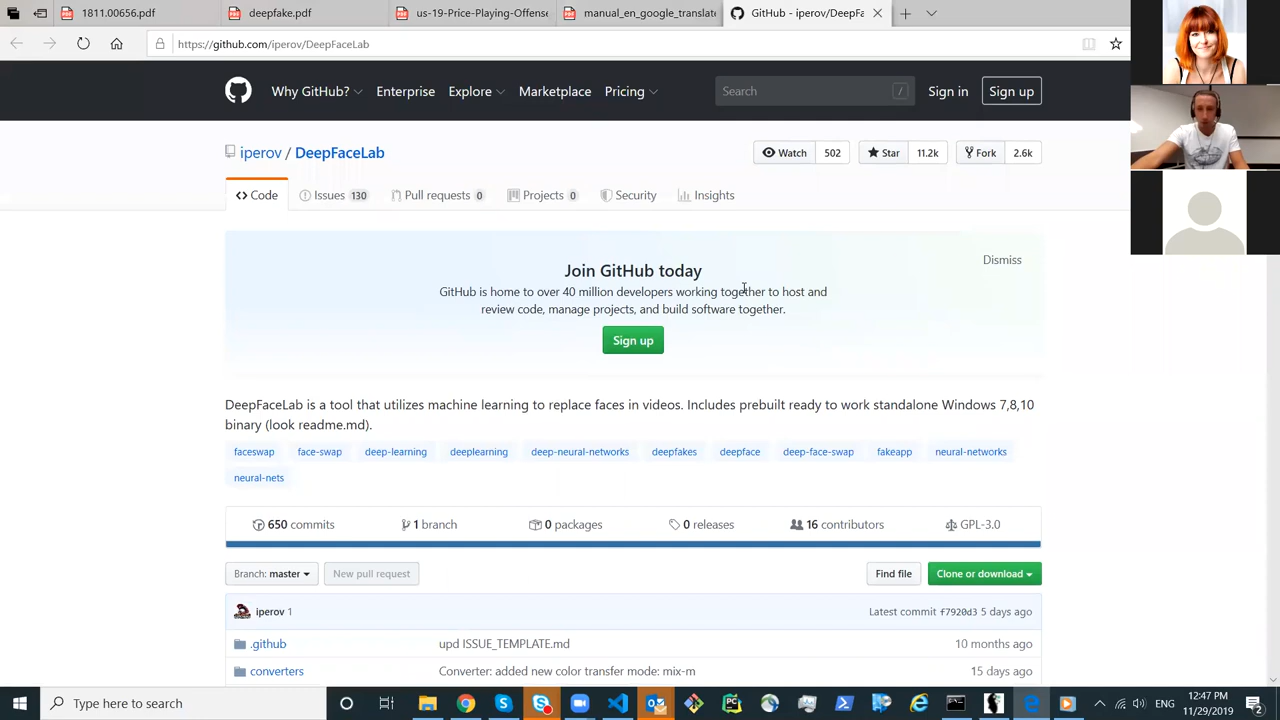 1811.00656.pdf
deepfake.pdf
us-19-Price-Playing-Offense
manual_en_google_translat
GitHub - iperov/DeepFa
https://github.com/iperov/DeepFaceLab
Why GitHub? Enterprise Explore Marketplace Pricing Search / Sign in Sign up
iperov / DeepFaceLab
Watch 502 Star 11.2k Fork 2.6k
Code Issues 130 Pull requests 0 Projects 0 Security Insights
Dismiss
Join GitHub today
GitHub is home to over 40 million developers working together to host and
review code, manage projects, and build software together.
Sign up
DeepFaceLab is a tool that utilizes machine learning to replace faces in videos. Includes prebuilt ready to work standalone Windows 7,8,10
binary (look readme.md).
faceswap face-swap deep-learning deeplearning deep-neural-networks deepfakes deepface deep-face-swap fakeapp neural-networks
neural-nets
650 commits 1 branch 0 packages 0 releases 16 contributors GPL-3.0
Branch: master New pull request Find file Clone or download
iperov 1 Latest commit f7920d3 5 days ago
.github upd ISSUE_TEMPLATE.md 10 months ago
converters Converter: added new color transfer mode: mix-m 15 days ago
Type here to search
ENG
12:47 PM
11/29/2019
2